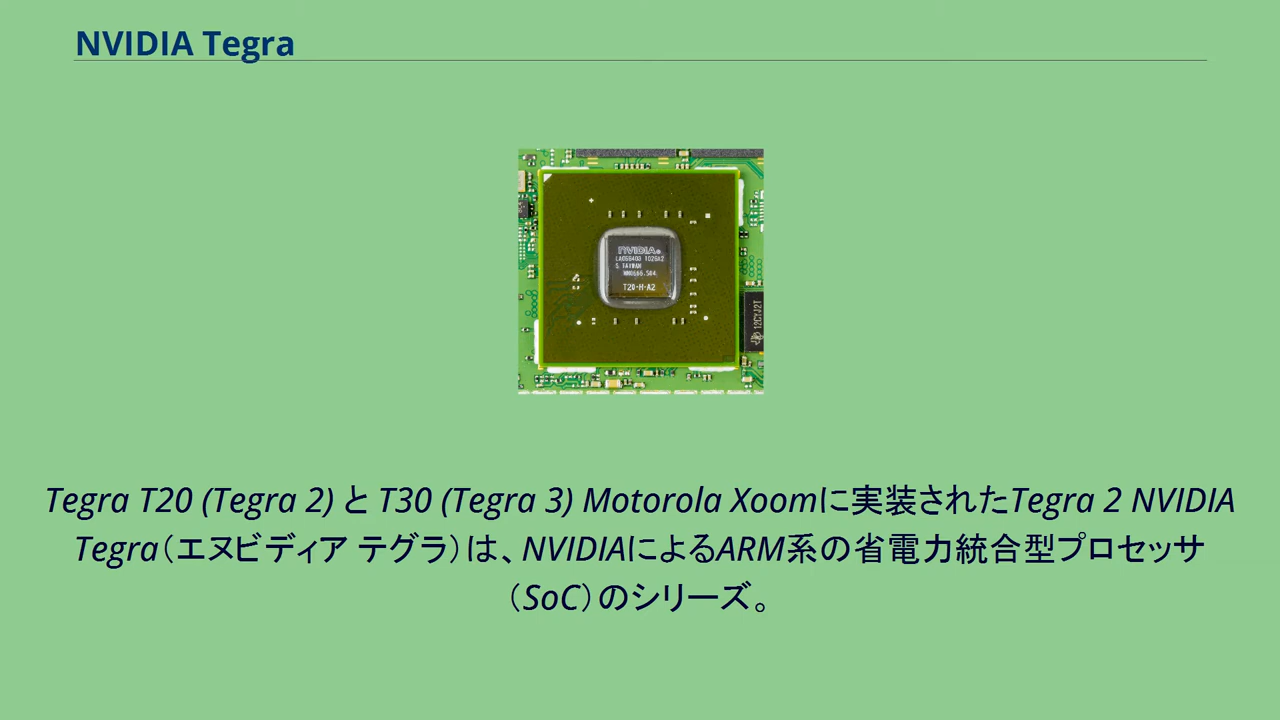 NVIDIA Tegra
NVIDIA
T20-H-A2
12CYJ2T
Tegra T20 (Tegra 2) と T30 (Tegra 3) Motorola Xoomに実装されたTegra 2 NVIDIA
Tegra（エヌビディア テグラ）は、NVIDIAによるARM系の省電力統合型プロセッサ
（SoC）のシリーズ。